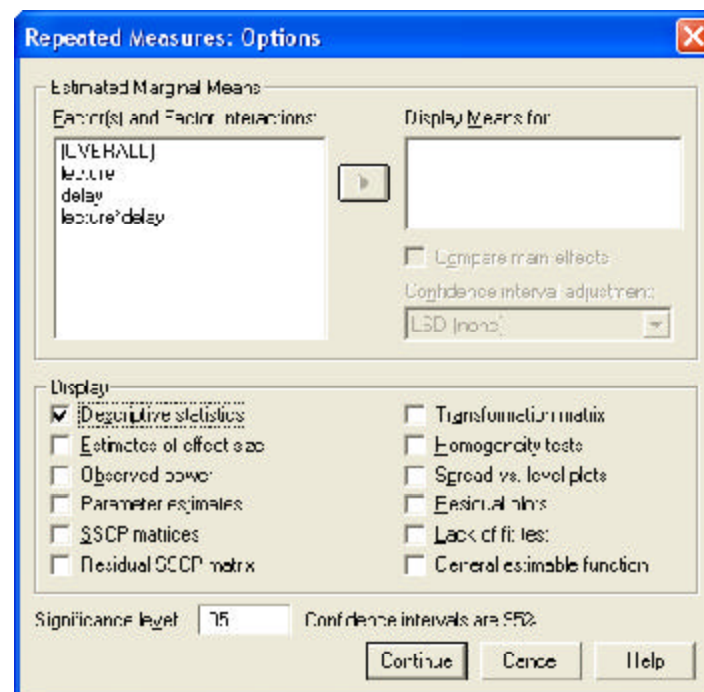 Repeated Measures: Options
Estimated Marginal Means
Factor(s) and Factor Interactions:
(OVERALL)
lecture
delay
lecture*delay
Display Means for:
Compare main effects
Confidence interval adjustment:
LSD (none)
Display
Descriptive statistics
Estimates of effect size
Observed power
Parameter estimates
SSCP matrices
Residual SSCP matrix
Transformation matrix
Homogeneity tests
Spread vs. level plots
Residual plots
Lack of fit test
General estimable function
Significance level: .05 Confidence intervals are 95%
Continue Cancel Help